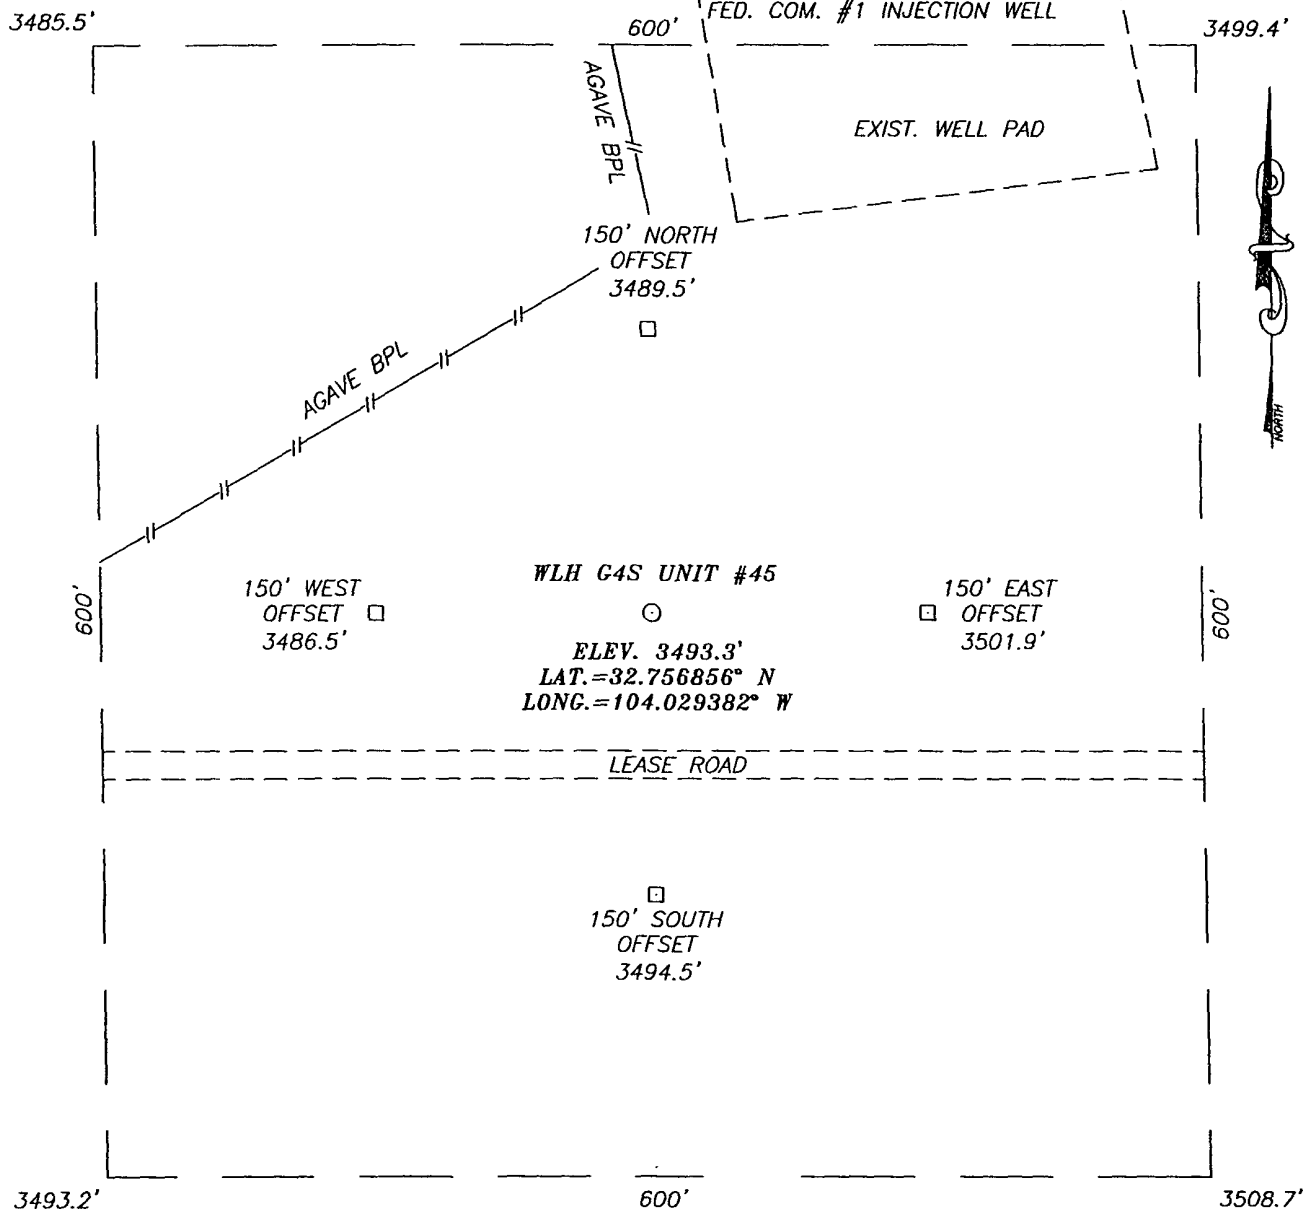 FED. COM. #1 INJECTION WELL
3485.5'
600'
3499.4'
AGAVE BPL
EXIST. WELL PAD
150' NORTH
OFFSET
3489.5'
AGAVE BPL
NORTH
600'
150' WEST
OFFSET
3486.5'
WLH G4S UNIT #45
ELEV. 3493.3'
LAT.=32.756856° N
LONG.=104.029382° W
150' EAST
OFFSET
3501.9'
600'
LEASE ROAD
150' SOUTH
OFFSET
3494.5'
3493.2'
600'
3508.7'